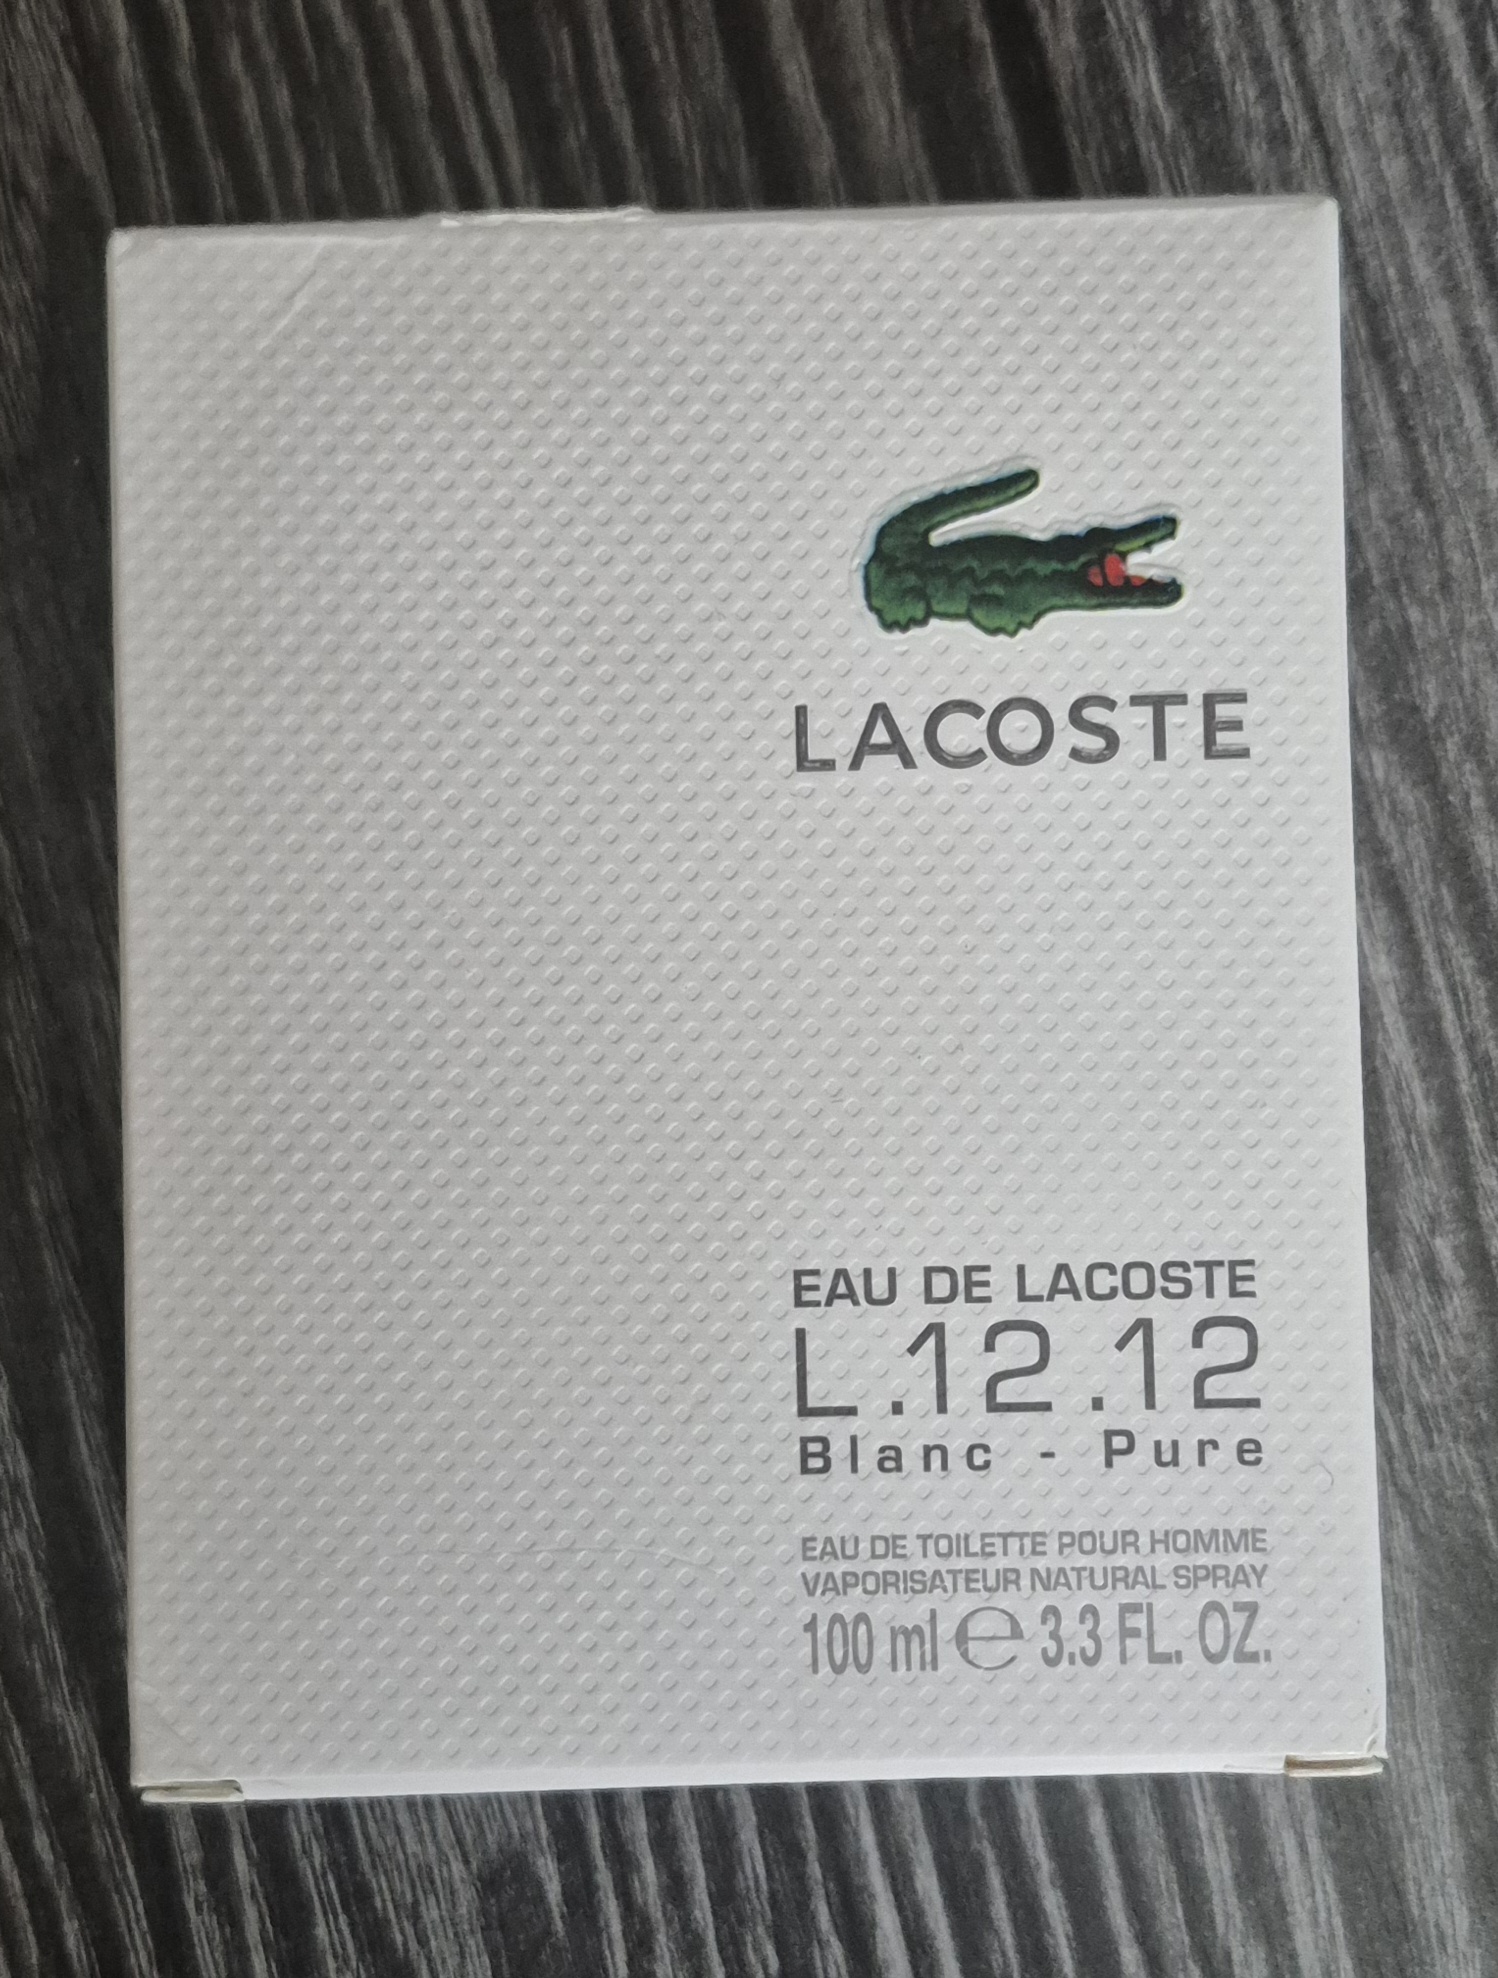 LACOSTE
EAU DE LACOSTE
L.12.12
Blanc - Pure
EAU DE TOILETTE POUR HOMME
VAPORISATEUR NATURAL SPRAY
100 ml ℮ 3.3 FL. OZ.